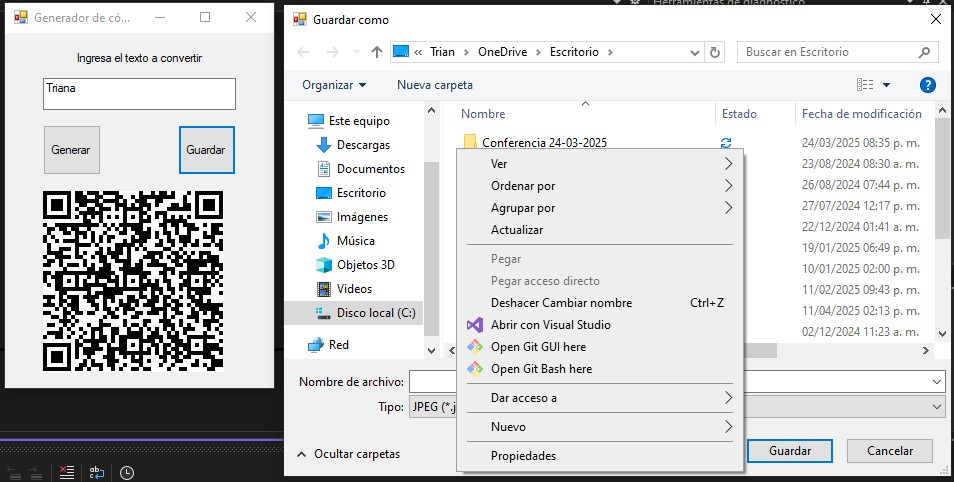 Generador de có...
Ingresa el texto a convertir
Triana
Generar
Guardar
Herramientas de diagnóstico
Guardar como
« Trian > OneDrive > Escritorio >
Buscar en Escritorio
Organizar
Nueva carpeta
Este equipo
Descargas
Documentos
Escritorio
Imágenes
Música
Objetos 3D
Videos
Disco local (C:)
Red
Nombre
Estado
Fecha de modificación
Conferencia 24-03-2025
24/03/2025 08:35 p. m.
23/08/2024 08:30 a. m.
26/08/2024 07:44 p. m.
27/07/2024 12:17 p. m.
22/12/2024 01:41 a. m.
19/01/2025 06:49 p. m.
10/01/2025 02:00 p. m.
11/02/2025 09:43 p. m.
11/04/2025 02:13 p. m.
02/12/2024 11:23 a. m.
Ver
Ordenar por
Agrupar por
Actualizar
Pegar
Pegar acceso directo
Deshacer Cambiar nombre Ctrl+Z
Abrir con Visual Studio
Open Git GUI here
Open Git Bash here
Dar acceso a
Nuevo
Propiedades
Nombre de archivo:
Tipo: JPEG (*.j
Ocultar carpetas
Guardar
Cancelar